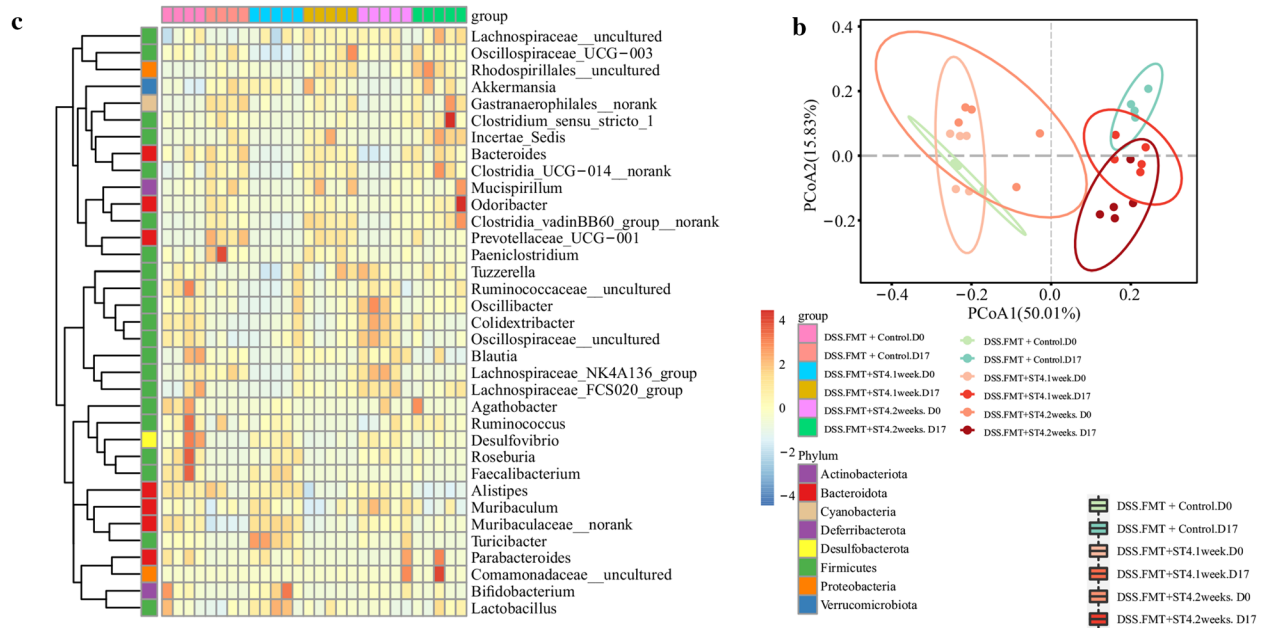 c
group
Lachnospiraceae__uncultured
Oscillospiraceae_UCG−003
Rhodospirillales__uncultured
Akkermansia
Gastranaerophilales__norank
Clostridium_sensu_stricto_1
Incertae_Sedis
Bacteroides
Clostridia_UCG−014__norank
Mucispirillum
Odoribacter
Clostridia_vadinBB60_group__norank
Prevotellaceae_UCG−001
Paeniclostridium
Tuzzerella
Ruminococcaceae__uncultured
Oscillibacter
Colidextribacter
Oscillospiraceae__uncultured
Blautia
Lachnospiraceae_NK4A136_group
Lachnospiraceae_FCS020_group
Agathobacter
Ruminococcus
Desulfovibrio
Roseburia
Faecalibacterium
Alistipes
Muribaculum
Muribaculaceae__norank
Turicibacter
Parabacteroides
Comamonadaceae__uncultured
Bifidobacterium
Lactobacillus
4
2
0
−2
−4
group
DSS.FMT + Control.D0
DSS.FMT + Control.D17
DSS.FMT+ST4.1week.D0
DSS.FMT+ST4.1week.D17
DSS.FMT+ST4.2weeks. D0
DSS.FMT+ST4.2weeks. D17
Phylum
Actinobacteriota
Bacteroidota
Cyanobacteria
Deferribacterota
Desulfobacterota
Firmicutes
Proteobacteria
Verrucomicrobiota
b
PCoA2(15.83%)
0.4
0.2
0.0
−0.2
−0.4
−0.2
0.0
0.2
PCoA1(50.01%)
DSS.FMT + Control.D0
DSS.FMT + Control.D17
DSS.FMT+ST4.1week.D0
DSS.FMT+ST4.1week.D17
DSS.FMT+ST4.2weeks. D0
DSS.FMT+ST4.2weeks. D17
DSS.FMT + Control.D0
DSS.FMT + Control.D17
DSS.FMT+ST4.1week.D0
DSS.FMT+ST4.1week.D17
DSS.FMT+ST4.2weeks. D0
DSS.FMT+ST4.2weeks. D17